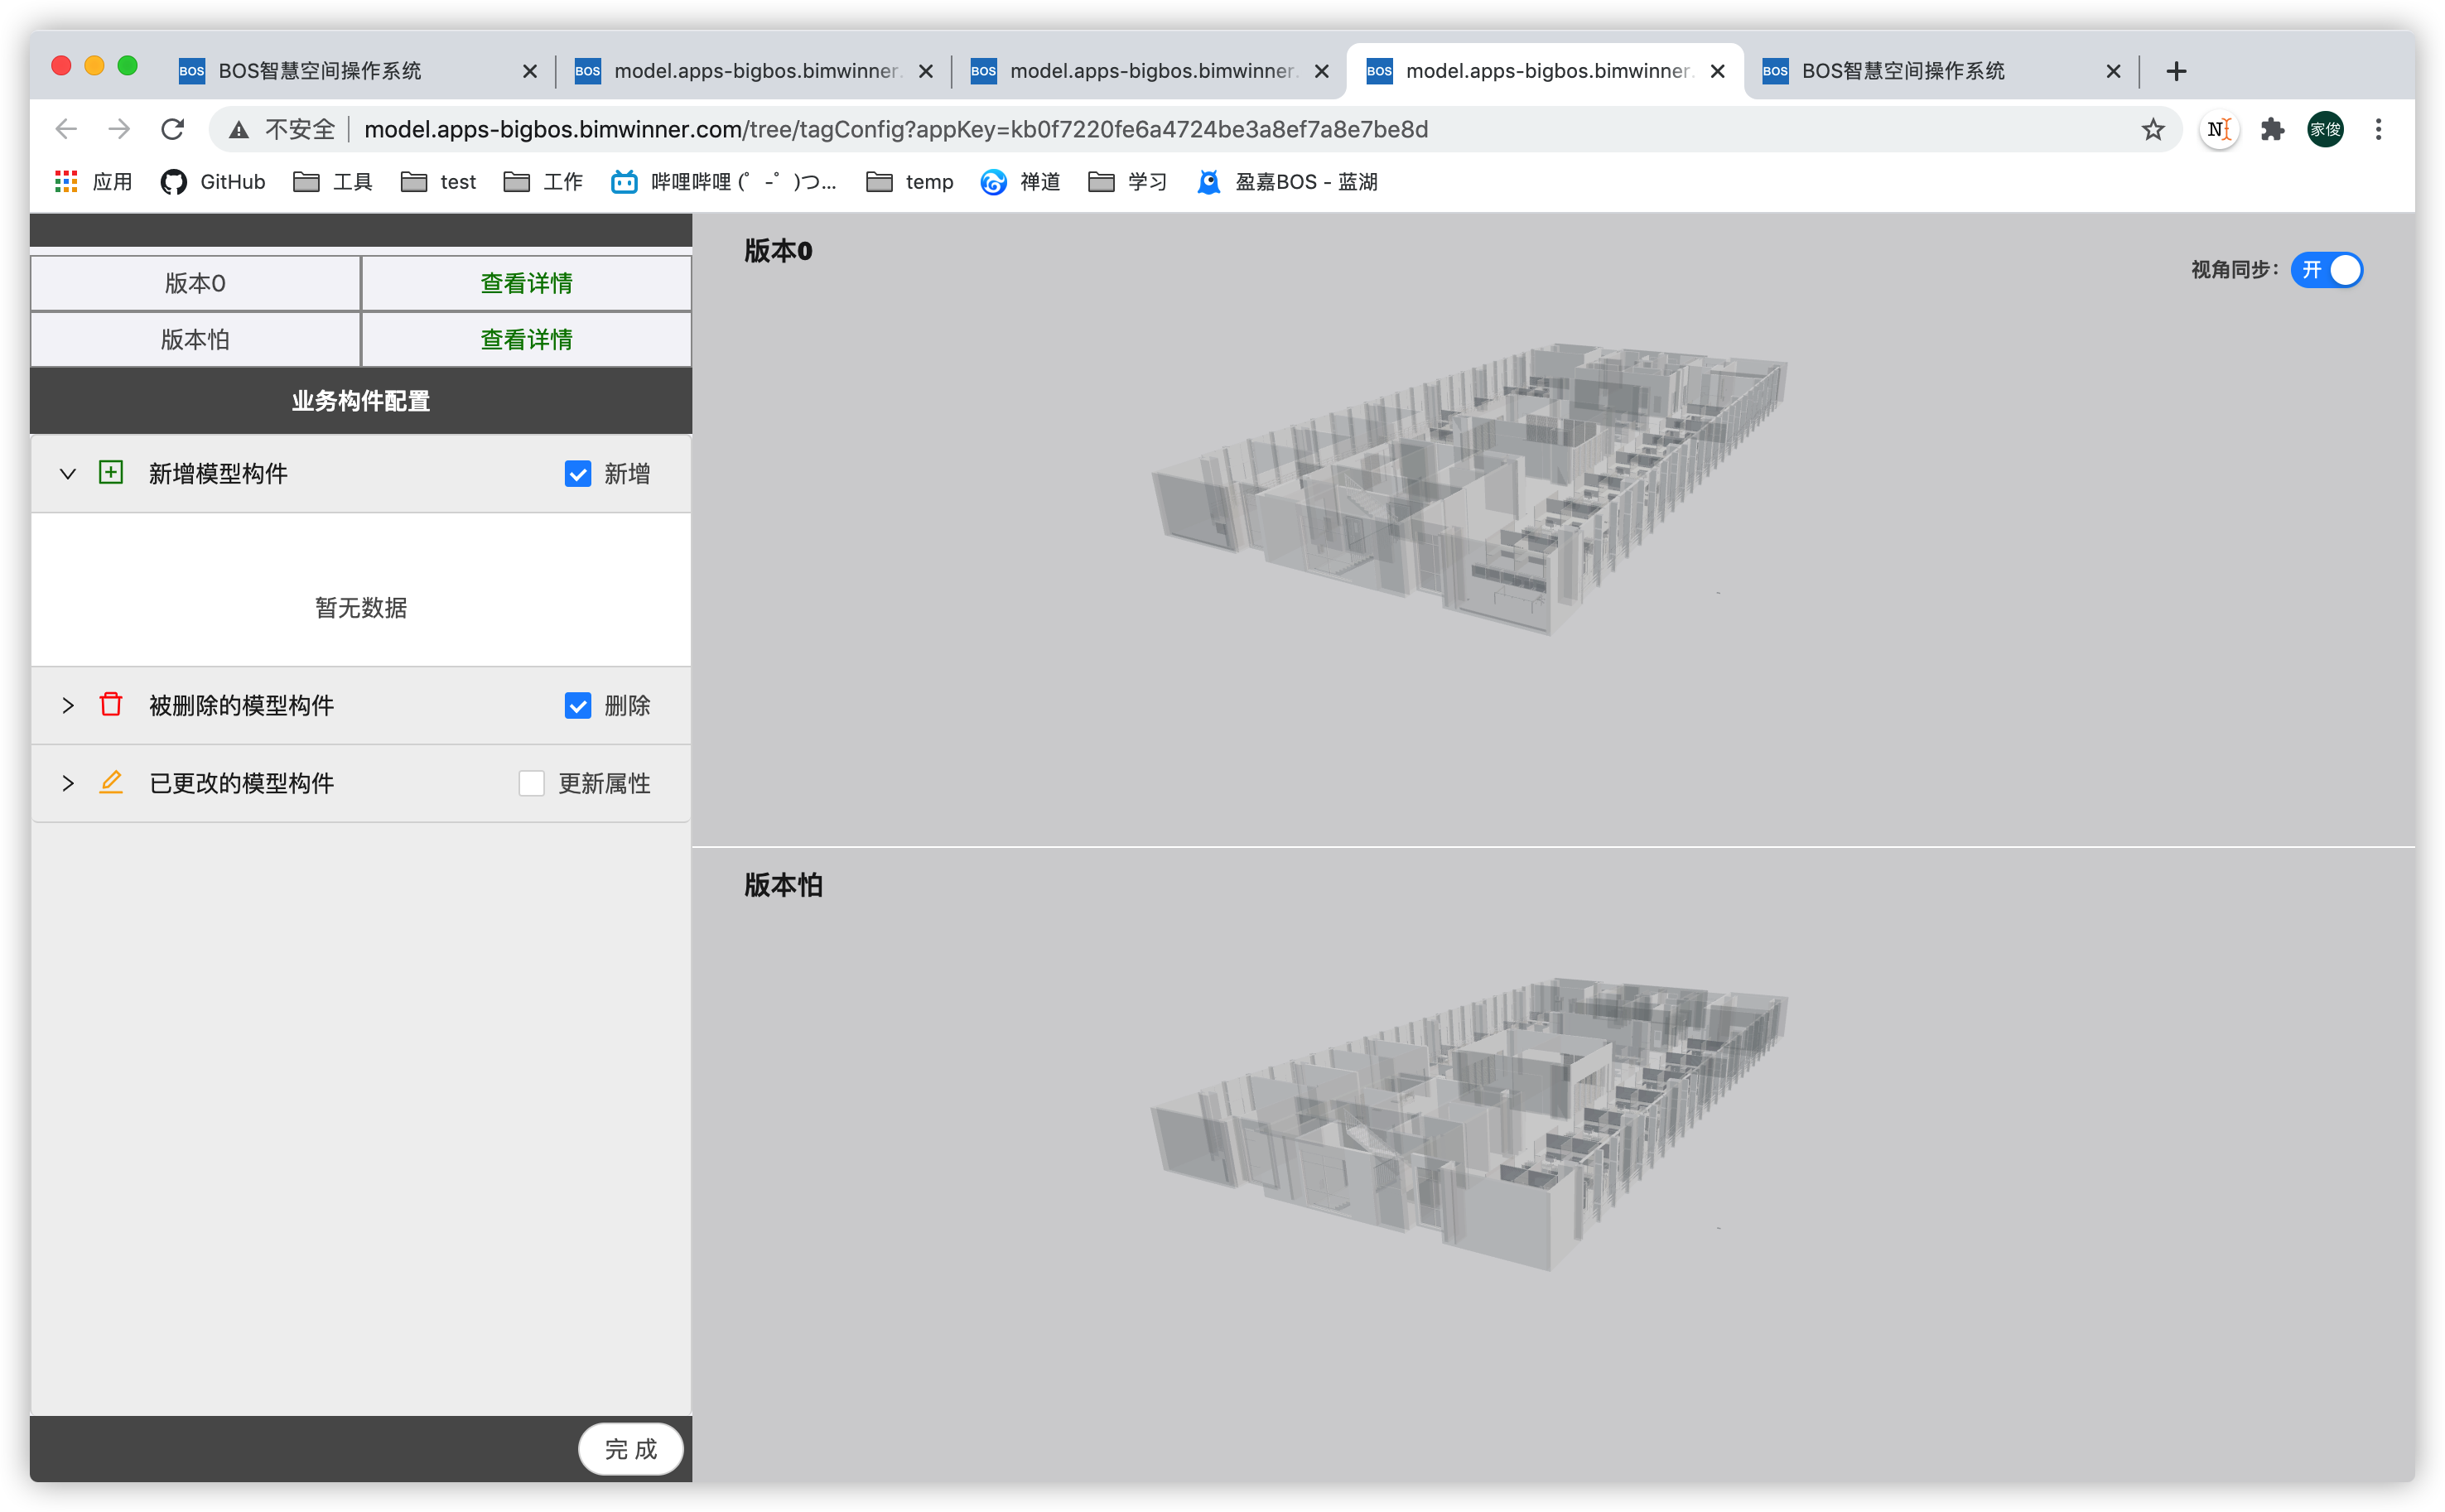 BOS BOS智慧空间操作系统
BOS model.apps-bigbos.bimwinner.
BOS model.apps-bigbos.bimwinner.
BOS model.apps-bigbos.bimwinner.
BOS BOS智慧空间操作系统
不安全 model.apps-bigbos.bimwinner.com/tree/tagConfig?appKey=kb0f7220fe6a4724be3a8ef7a8e7be8d
家俊
应用 GitHub 工具 test 工作 哔哩哔哩 (゜-゜)つ... temp 禅道 学习 盈嘉BOS - 蓝湖
版本0 查看详情
版本怕 查看详情
业务构件配置
新增模型构件 新增
暂无数据
被删除的模型构件 删除
已更改的模型构件 更新属性
完 成
版本0
视角同步: 开
版本怕